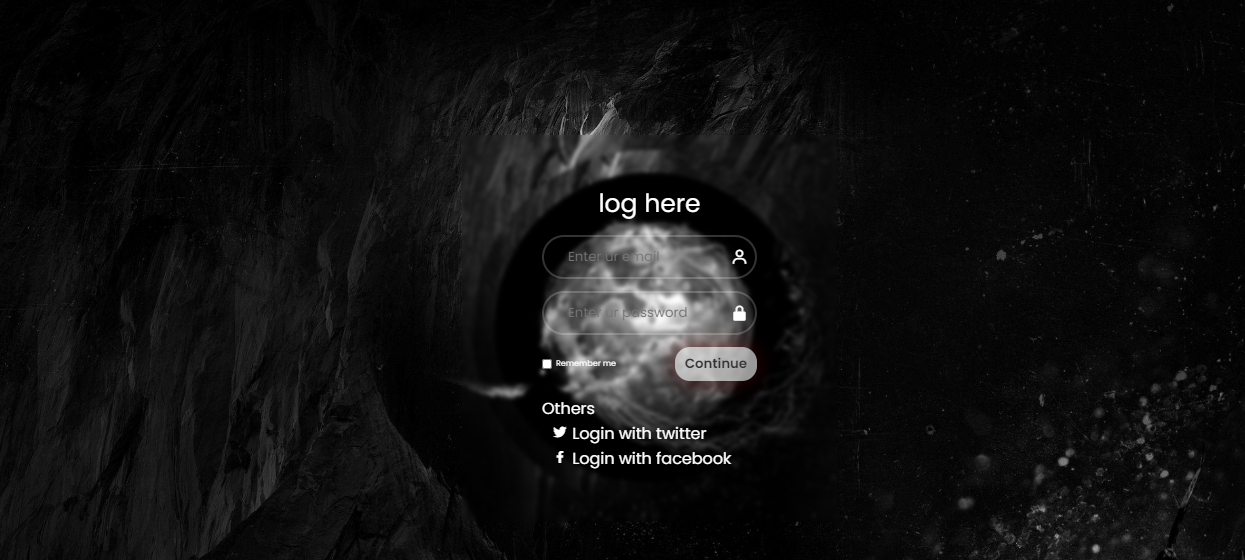 log here
Enter ur email
Enter ur password
Remember me
Continue
Others
Login with twitter
Login with facebook